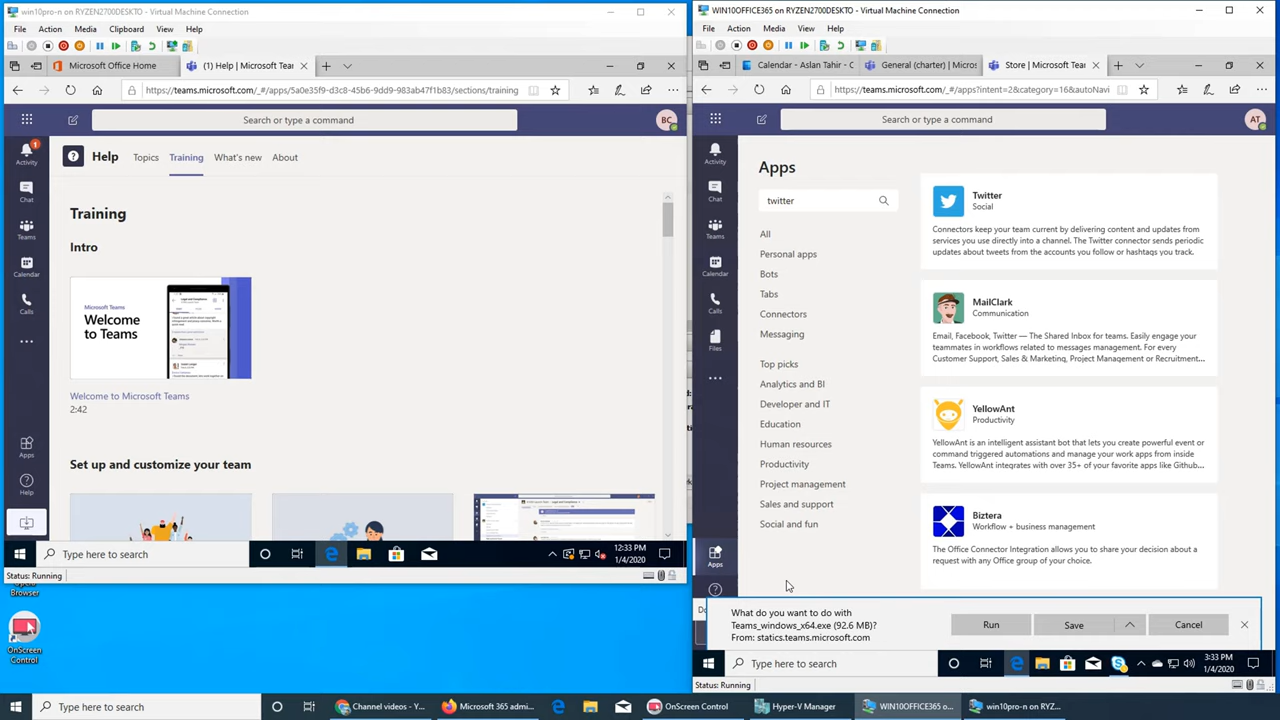 win10pro-n on RYZEN2700DESKTO - Virtual Machine Connection
File Action Media Clipboard View Help
Microsoft Office Home
(1) Help | Microsoft Tean
https://teams.microsoft.com/_#/apps/5a0e35f9-d3c8-45b6-9dd9-983ab47f1b83/sections/training
Search or type a command
BC
1
Activity
Chat
Teams
Calendar
Calls
Apps
Help
Help
Topics
Training
What's new
About
Training
Intro
Microsoft Teams
Welcome
to Teams
Welcome to Microsoft Teams
2:42
Set up and customize your team
Type here to search
12:33 PM
1/4/2020
Status: Running
Browser
OnScreen
Control
WIN10OFFICE365 on RYZEN2700DESKTO - Virtual Machine Connection
File Action Media View Help
Calendar - Aslan Tahir - C
General (charter) | Micros
Store | Microsoft Team
https://teams.microsoft.com/_#/apps?intent=2&category=16&autoNavi
Search or type a command
AT
Activity
Chat
Teams
Calendar
Calls
Files
Apps
Apps
twitter
All
Personal apps
Bots
Tabs
Connectors
Messaging
Top picks
Analytics and BI
Developer and IT
Education
Human resources
Productivity
Project management
Sales and support
Social and fun
Twitter
Social
Connectors keep your team current by delivering content and updates from
services you use directly into a channel. The Twitter connector sends periodic
updates about tweets from the accounts you follow or hashtags you track.
MailClark
Communication
Email, Facebook, Twitter — The Shared Inbox for teams. Easily engage your
teammates in workflows related to messages management. For every
Customer Support, Sales & Marketing, Project Management or Recruitment...
YellowAnt
Productivity
YellowAnt is an intelligent assistant bot that lets you create powerful event or
command triggered automations and manage your work apps from inside
Teams. YellowAnt integrates with over 35+ of your favorite apps like Github...
Biztera
Workflow + business management
The Office Connector Integration allows you to share your decision about a
request with any Office group of your choice.
What do you want to do with
Teams_windows_x64.exe (92.6 MB)?
From: statics.teams.microsoft.com
Run
Save
Cancel
Type here to search
3:33 PM
1/4/2020
Status: Running
Type here to search
Channel videos - Y...
Microsoft 365 admi...
OnScreen Control
Hyper-V Manager
WIN10OFFICE365 o...
win10pro-n on RYZ...